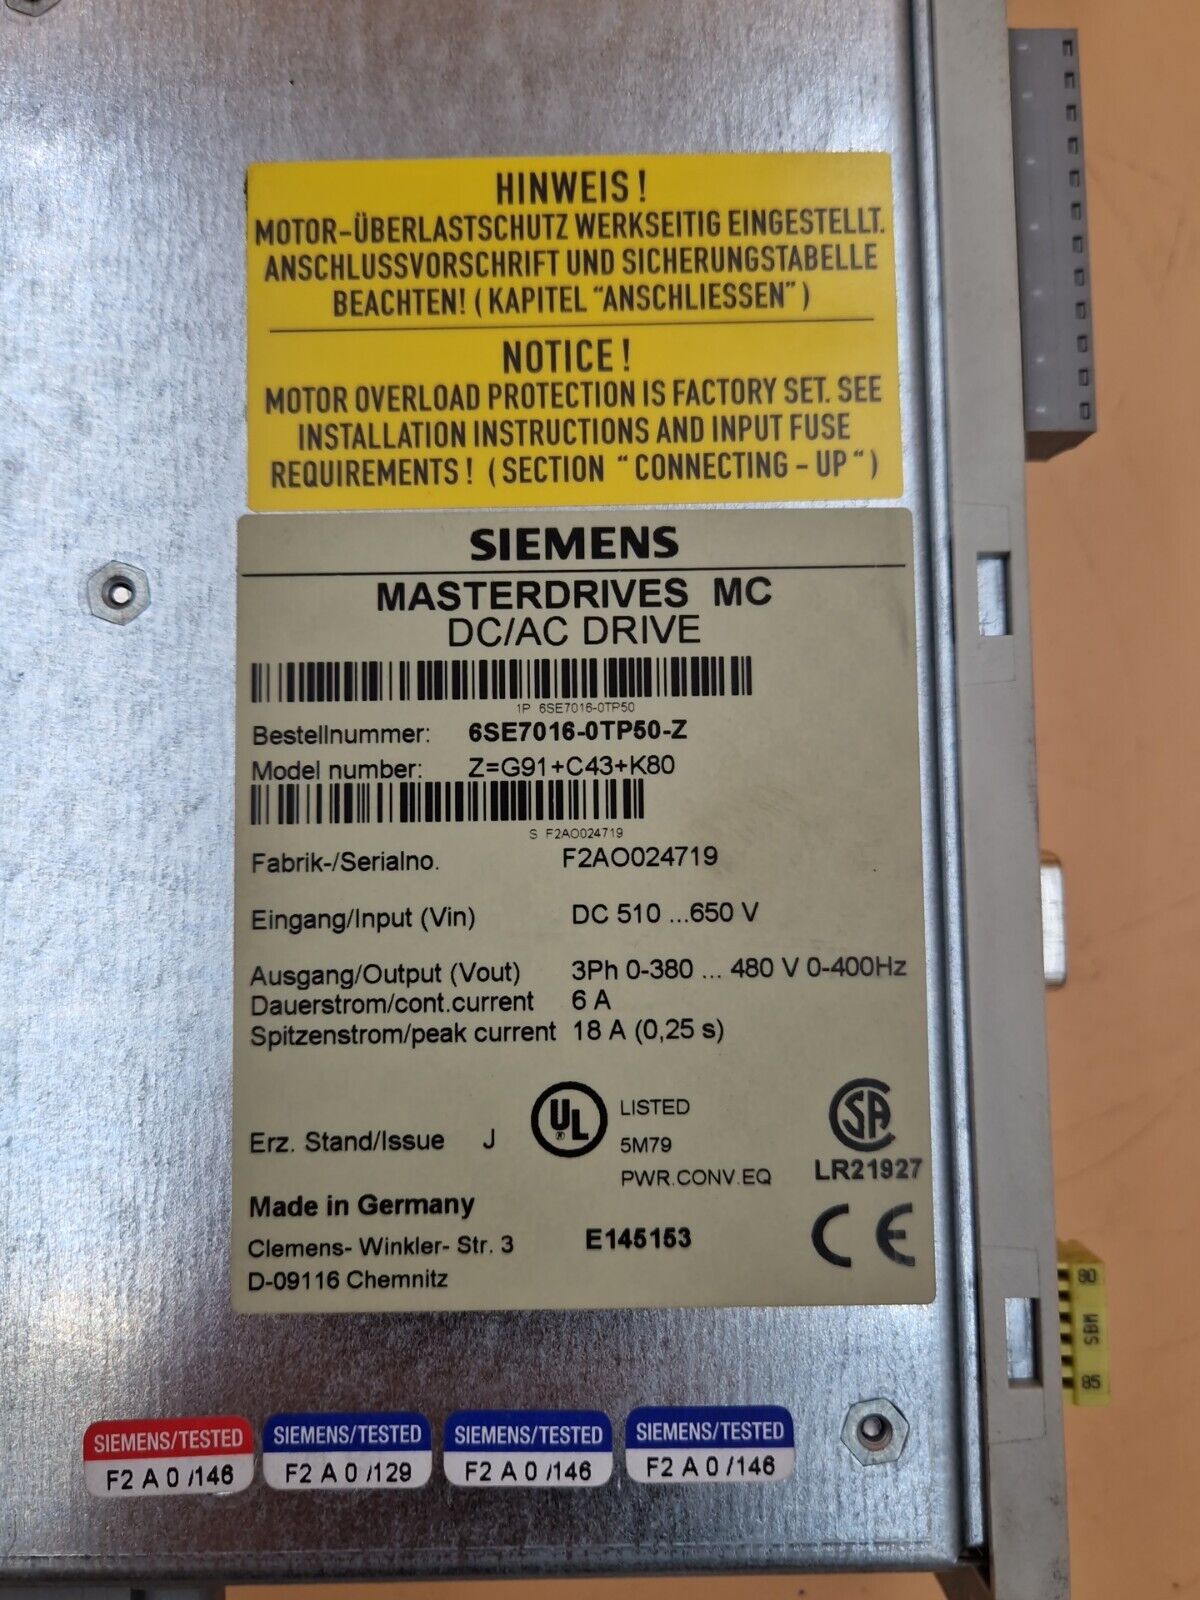 HINWEIS !
MOTOR-ÜBERLASTSCHUTZ WERKSEITIG EINGESTELLT.
ANSCHLUSSVORSCHRIFT UND SICHERUNGSTABELLE
BEACHTEN! ( KAPITEL “ANSCHLIESSEN” )
NOTICE !
MOTOR OVERLOAD PROTECTION IS FACTORY SET. SEE
INSTALLATION INSTRUCTIONS AND INPUT FUSE
REQUIREMENTS ! ( SECTION “ CONNECTING - UP “ )
SIEMENS
MASTERDRIVES MC
DC/AC DRIVE
1P 6SE7016-0TP50
Bestellnummer: 6SE7016-0TP50-Z
Model number: Z=G91+C43+K80
S F2AO024719
Fabrik-/Serialno. F2AO024719
Eingang/Input (Vin) DC 510 ...650 V
Ausgang/Output (Vout) 3Ph 0-380 ... 480 V 0-400Hz
Dauerstrom/cont.current 6 A
Spitzenstrom/peak current 18 A (0,25 s)
UL ® LISTED SA
Erz. Stand/Issue J 5M79
PWR.CONV.EQ LR21927
Made in Germany
Clemens- Winkler- Str. 3 E145153 CE
D-09116 Chemnitz
80
SBM
85
SIEMENS/TESTED SIEMENS/TESTED SIEMENS/TESTED SIEMENS/TESTED
F2 A 0 /146 F2 A 0 /129 F2 A 0 /146 F2 A 0 /146